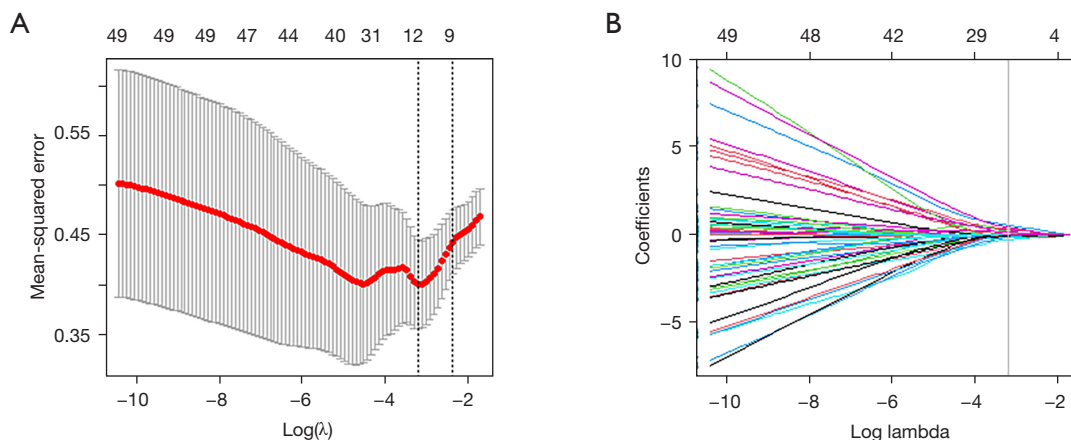 A
49 49 49 47 44 40 31 12 9
Mean-squared error
0.55
0.45
0.35
−10 −8 −6 −4 −2
Log(λ)
B
49 48 42 29 4
Coefficients
10
5
0
−5
−10 −8 −6 −4 −2
Log lambda